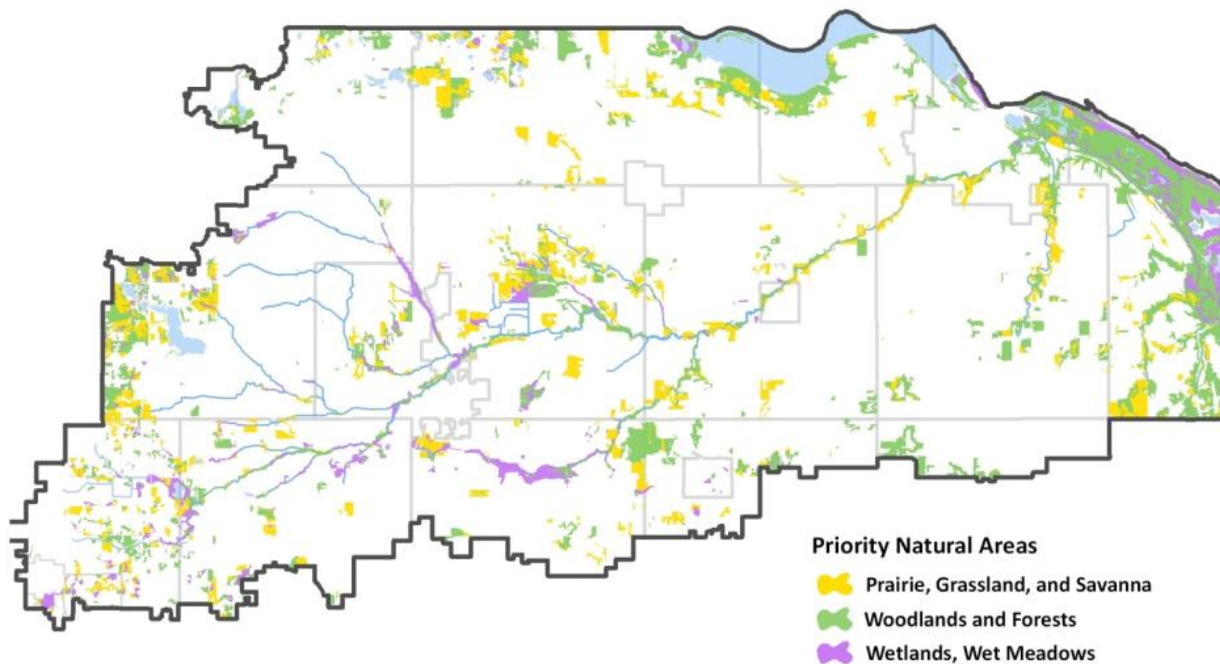 Priority Natural Areas
Prairie, Grassland, and Savanna
Woodlands and Forests
Wetlands, Wet Meadows